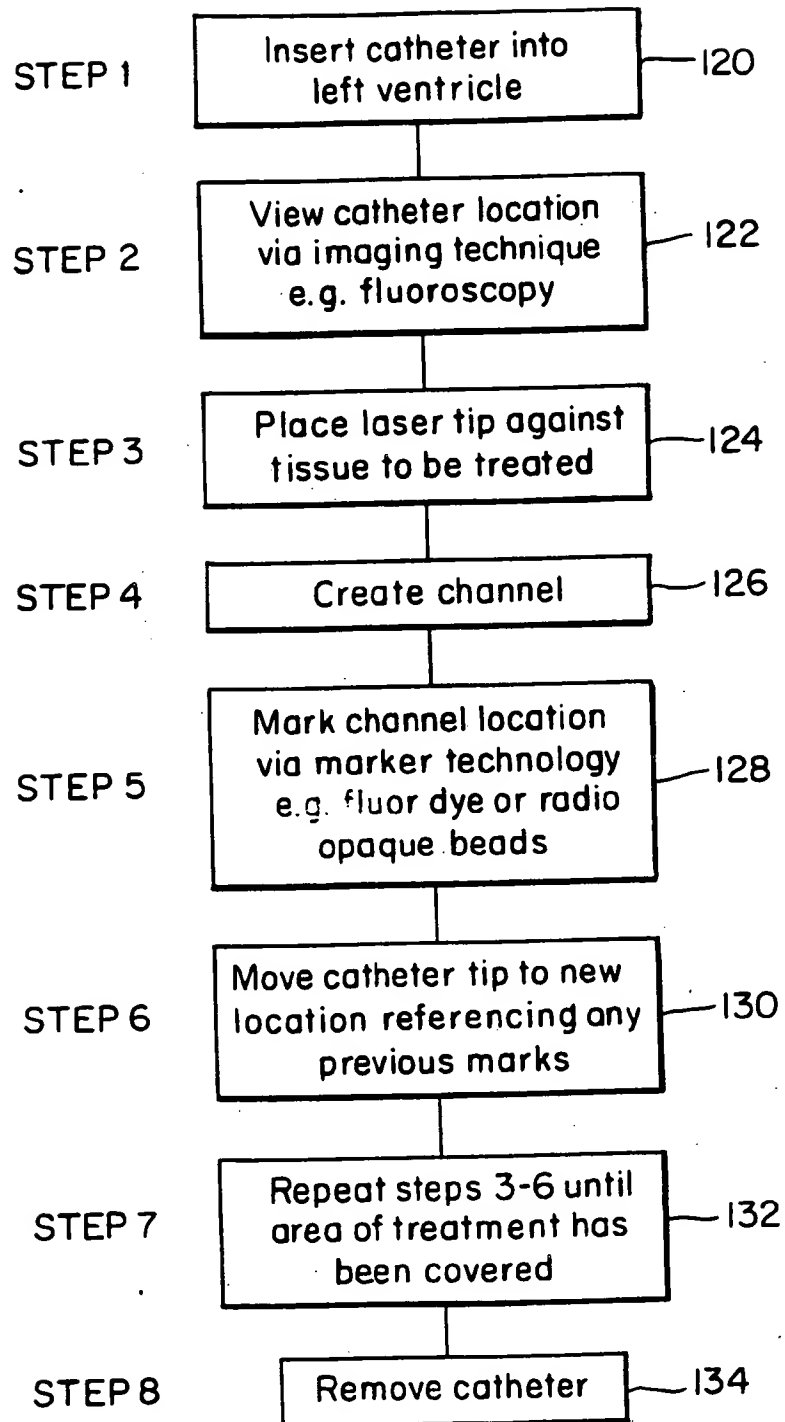 STEP 1
Insert catheter into
left ventricle
120
STEP 2
View catheter location
via imaging technique
e.g. fluoroscopy
122
STEP 3
Place laser tip against
tissue to be treated
124
STEP 4
Create channel
126
STEP 5
Mark channel location
via marker technology
e.g. fluor dye or radio
opaque beads
128
STEP 6
Move catheter tip to new
location referencing any
previous marks
130
STEP 7
Repeat steps 3-6 until
area of treatment has
been covered
132
STEP 8
Remove catheter
134